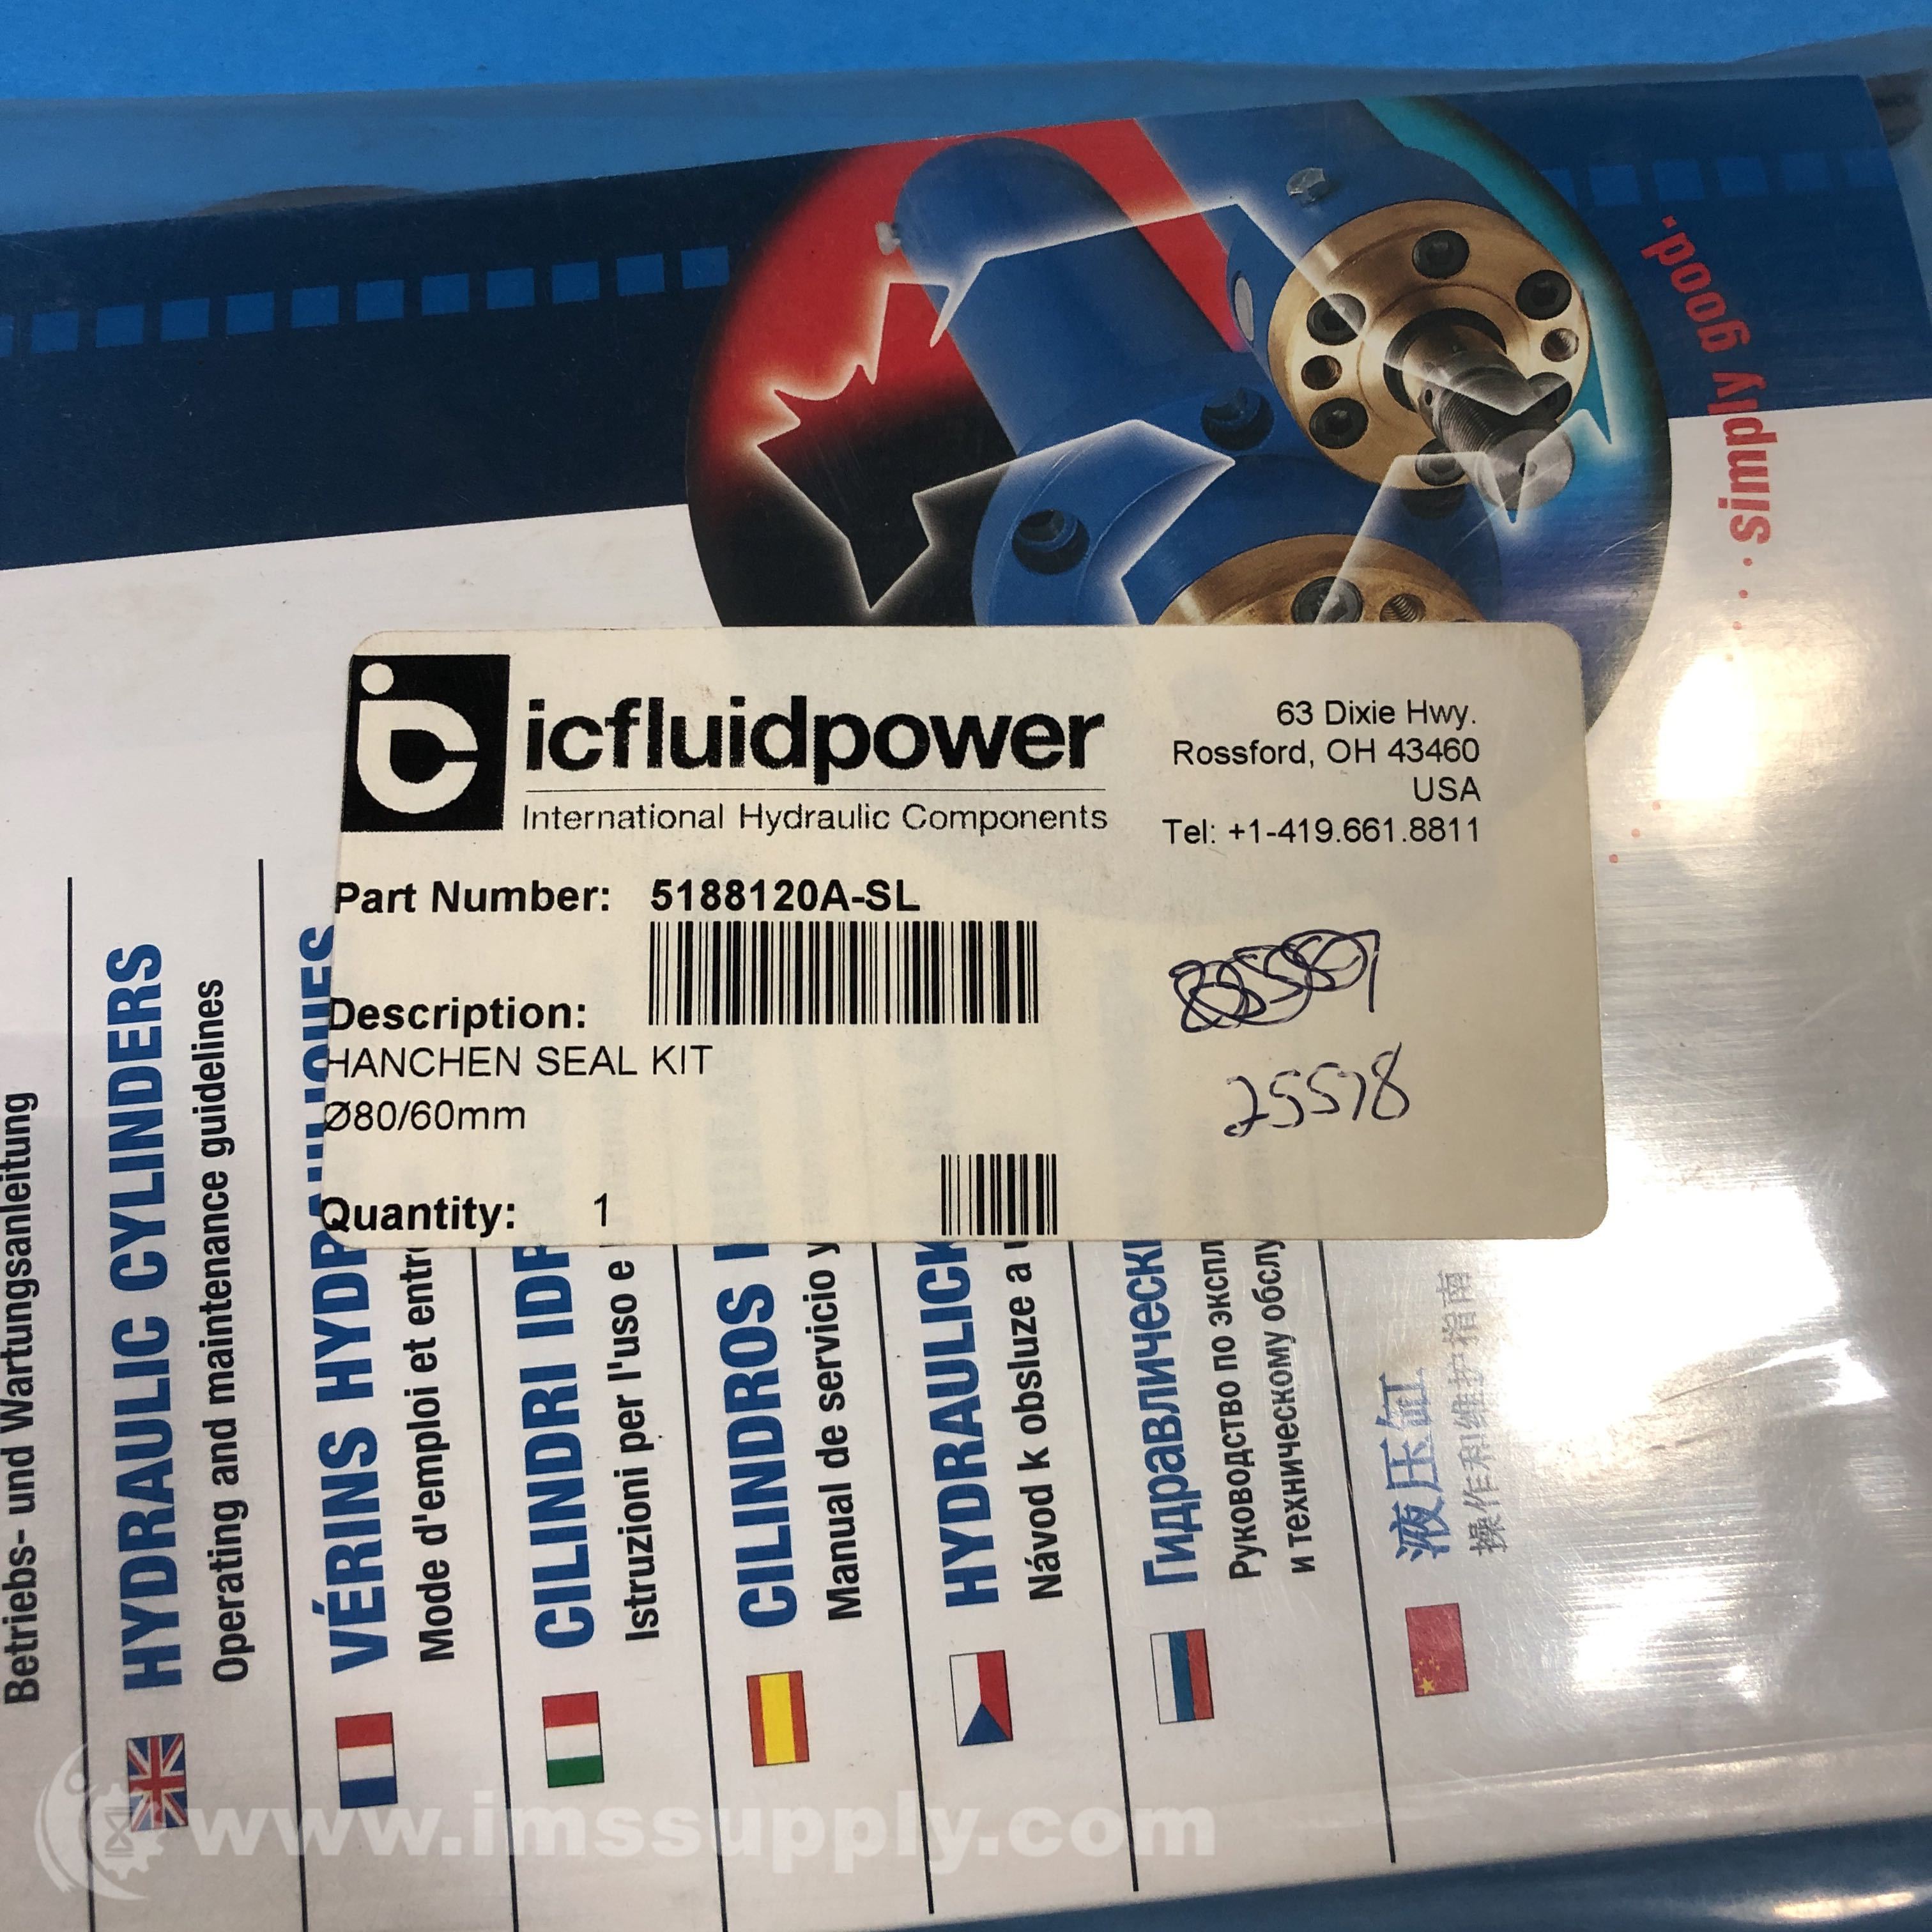 simply good.
icfluidpower
International Hydraulic Components
63 Dixie Hwy.
Rossford, OH 43460
USA
Tel: +1-419.661.8811
Part Number: 5188120A-SL
Description:
HANCHEN SEAL KIT
Ø80/60mm
25578
Quantity: 1
Betriebs- und Wartungsanleitung
HYDRAULIC CYLINDERS
Operating and maintenance guidelines
VÉRINS HYDRAULIQUES
Mode d'emploi et entre
CILINDRI IDR
Istruzioni per l'uso e
CILINDROS
Manual de servicio y
HYDRAULICK
Návod k obsluze a
Гидравлически
Руководство по экспл
и техническому обслу
液压缸
操作和维护指南
www.imssupply.com